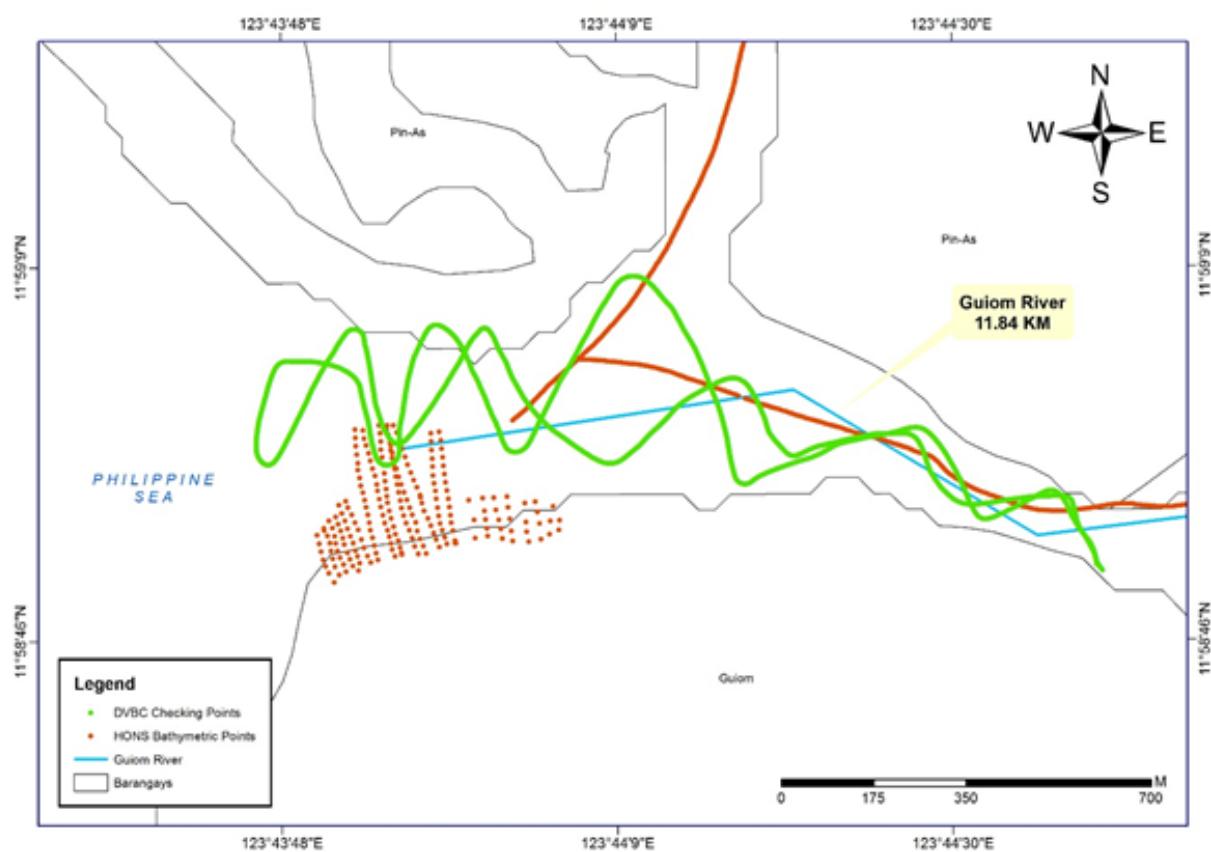 123°43'48"E
123°44'9"E
123°44'30"E
N
W
E
S
Pin-As
Pin-As
11°59'9"N
11°59'9"N
Guiom River
11.84 KM
PHILIPPINE
SEA
11°58'46"N
11°58'46"N
Guiom
Legend
DVBC Checking Points
HONS Bathymetric Points
Guiom River
Barangays
M
0
175
350
700
123°43'48"E
123°44'9"E
123°44'30"E